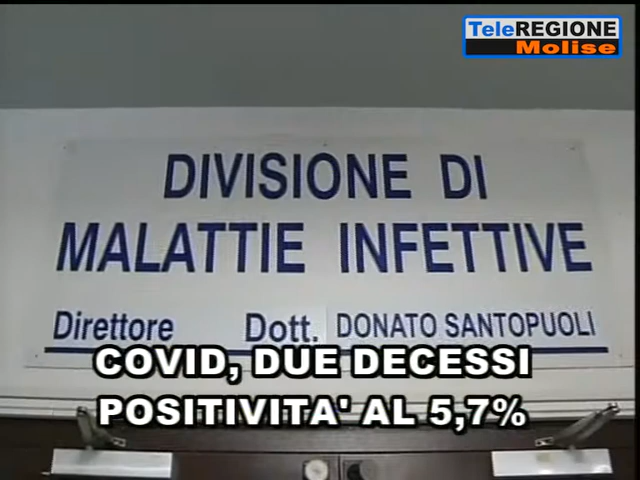 TeleREGIONE
Molise
DIVISIONE DI
MALATTIE INFETTIVE
Direttore Dott. DONATO SANTOPUOLI
COVID, DUE DECESSI
POSITIVITA' AL 5,7%